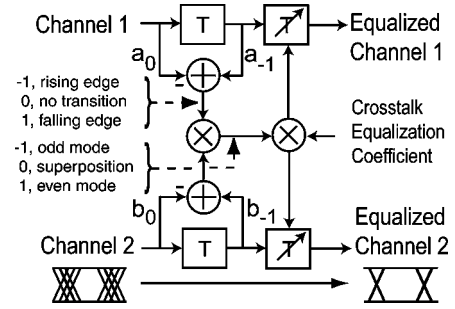 Channel 1
T
T
Equalized
Channel 1
a0
a-1
-
-1, rising edge
0, no transition
1, falling edge
+
×
×
Crosstalk
Equalization
Coefficient
-1, odd mode
0, superposition
1, even mode
-
+
b0
b-1
Channel 2
T
T
Equalized
Channel 2